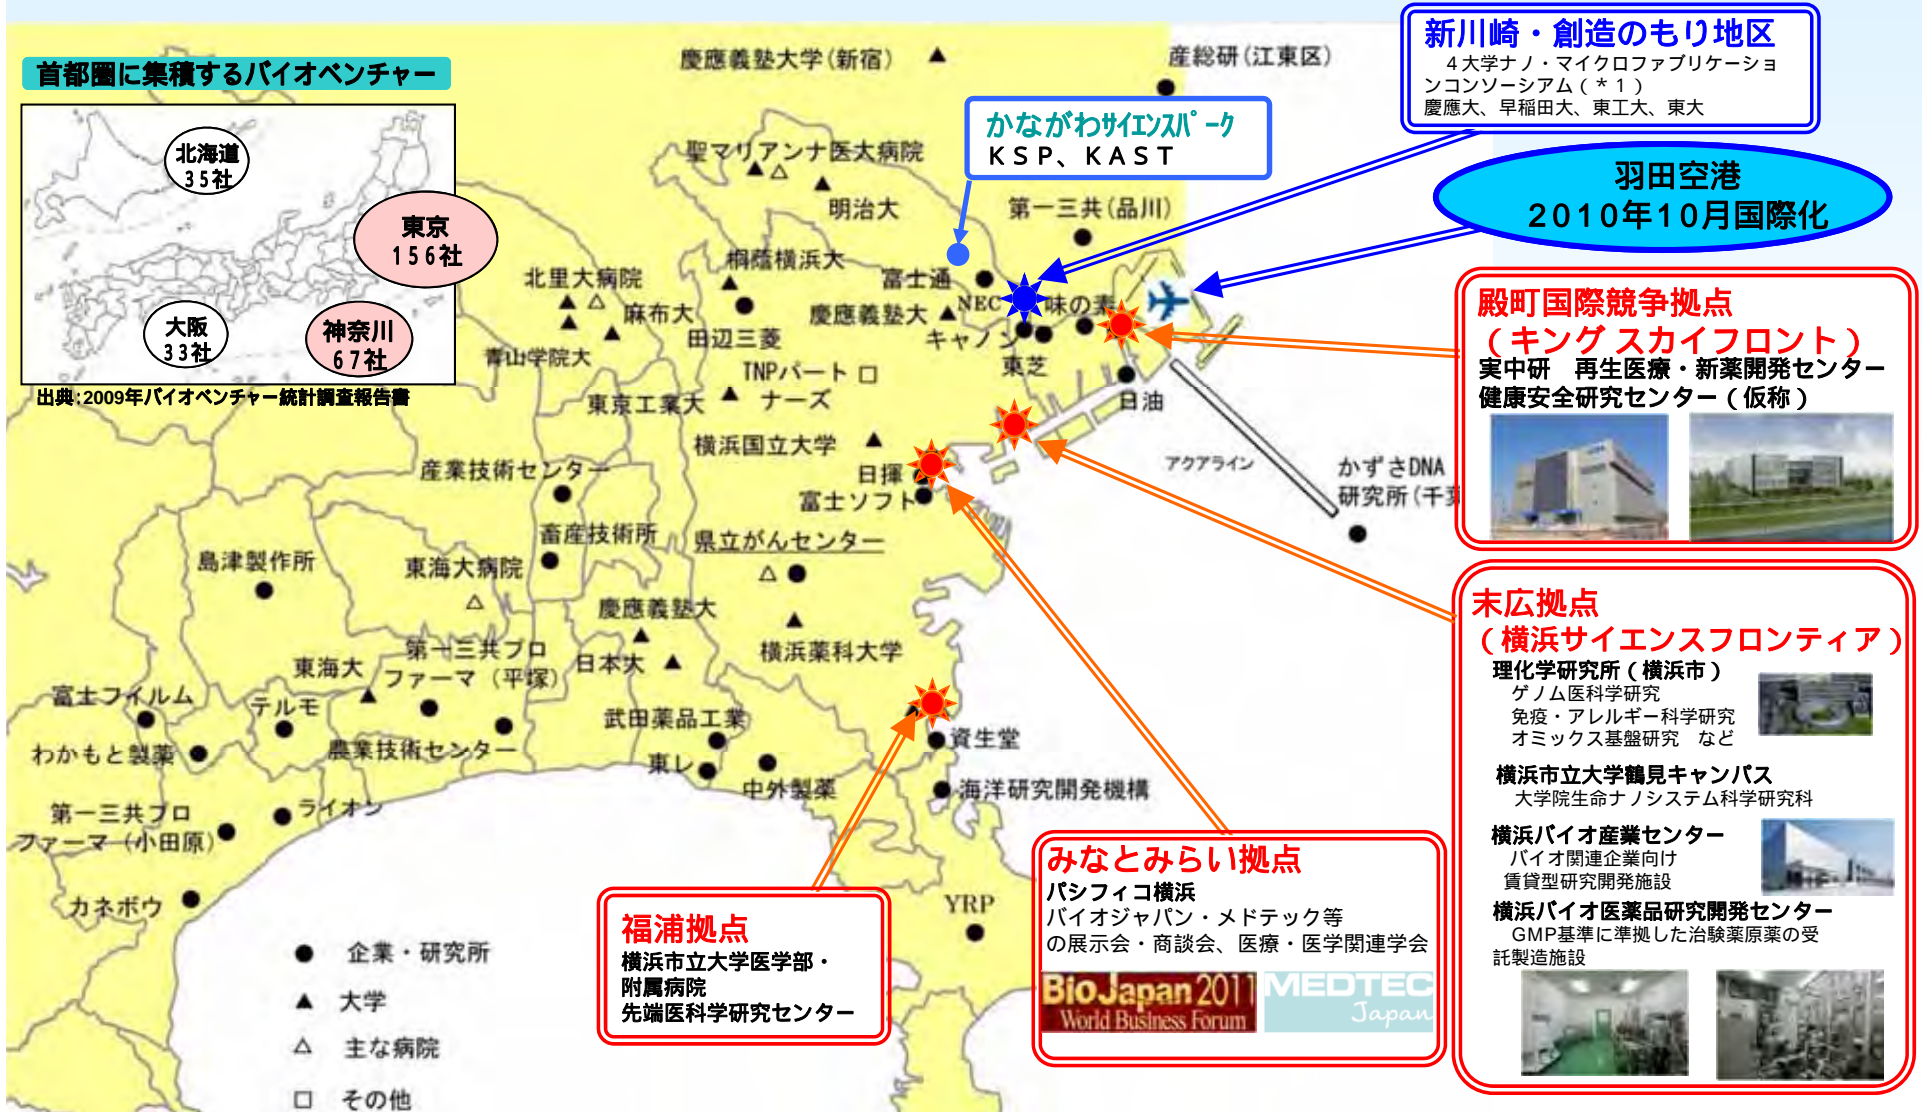 首都圏に集積するバイオベンチャー
北海道
35社
東京
156社
大阪
33社
神奈川
67社
出典:2009年バイオベンチャー統計調査報告書
慶應義塾大学(新宿)
産総研(江東区)
新川崎・創造のもり地区
4大学ナノ・マイクロファブリケーショ
ンコンソーシアム(*1)
慶應大、早稲田大、東工大、東大
かながわサイエンスパーク
KSP、KAST
羽田空港
2010年10月国際化
聖マリアンナ医大病院
明治大
第一三共(品川)
桐蔭横浜大
北里大病院
麻布大
田辺三菱
富士通
NEC
味の素
慶應義塾大
キヤノン
東芝
青山学院大
TNPパート
ナーズ
東京工業大
日油
横浜国立大学
日揮
富士ソフト
アクアライン
かずさDNA
研究所(千葉
産業技術センター
畜産技術所
県立がんセンター
島津製作所
東海大病院
慶應義塾大
横浜薬科大学
第一三共プロ
ファーマ(平塚)
日本大
東海大
富士フイルム
テルモ
武田薬品工業
わかもと製薬
農業技術センター
東レ
中外製薬
資生堂
海洋研究開発機構
第一三共プロ
ファーマ(小田原)
ライオン
カネボウ
YRP
殿町国際競争拠点
(キング スカイフロント)
実中研 再生医療・新薬開発センター
健康安全研究センター(仮称)
末広拠点
(横浜サイエンスフロンティア)
理化学研究所(横浜市)
ゲノム医科学研究
免疫・アレルギー科学研究
オミックス基盤研究 など
横浜市立大学鶴見キャンパス
大学院生命ナノシステム科学研究科
横浜バイオ産業センター
バイオ関連企業向け
賃貸型研究開発施設
横浜バイオ医薬品研究開発センター
GMP基準に準拠した治験薬原薬の受
託製造施設
みなとみらい拠点
パシフィコ横浜
バイオジャパン・メドテック等
の展示会・商談会、医療・医学関連学会
BioJapan 2011
World Business Forum
MEDTEC
Japan
福浦拠点
横浜市立大学医学部・
附属病院
先端医科学研究センター
● 企業・研究所
▲ 大学
△ 主な病院
□ その他